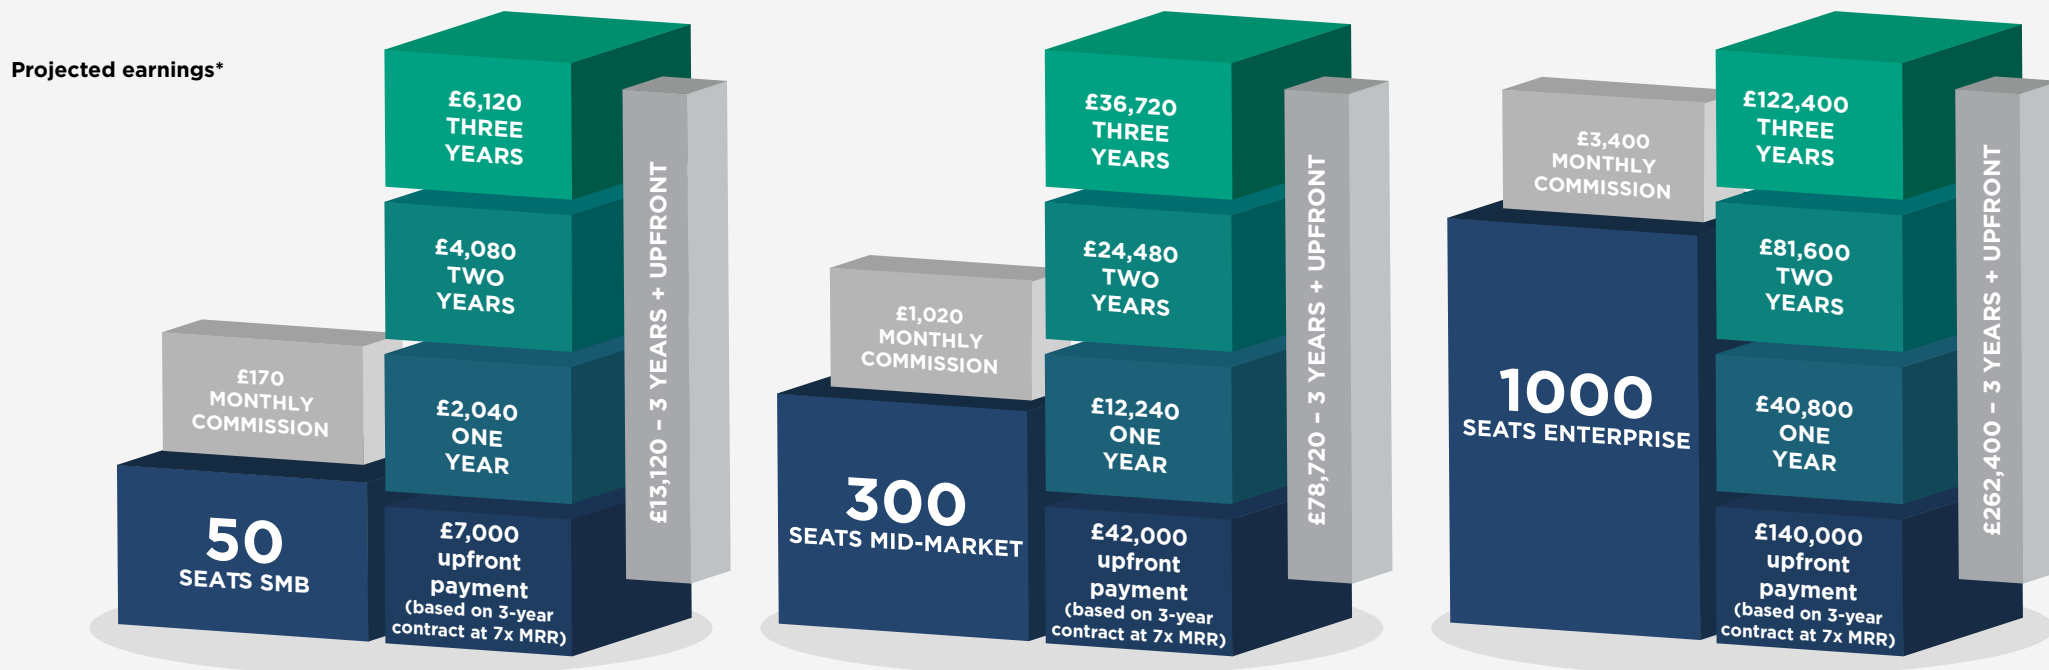 Projected earnings*
£170
MONTHLY
COMMISSION
50
SEATS SMB
£6,120
THREE
YEARS
£4,080
TWO
YEARS
£2,040
ONE
YEAR
£7,000
upfront
payment
(based on 3-year
contract at 7x MRR)
£13,120 – 3 YEARS + UPFRONT
£1,020
MONTHLY
COMMISSION
300
SEATS MID-MARKET
£36,720
THREE
YEARS
£24,480
TWO
YEARS
£12,240
ONE
YEAR
£42,000
upfront
payment
(based on 3-year
contract at 7x MRR)
£78,720 – 3 YEARS + UPFRONT
£3,400
MONTHLY
COMMISSION
1000
SEATS ENTERPRISE
£122,400
THREE
YEARS
£81,600
TWO
YEARS
£40,800
ONE
YEAR
£140,000
upfront
payment
(based on 3-year
contract at 7x MRR)
£262,400 – 3 YEARS + UPFRONT